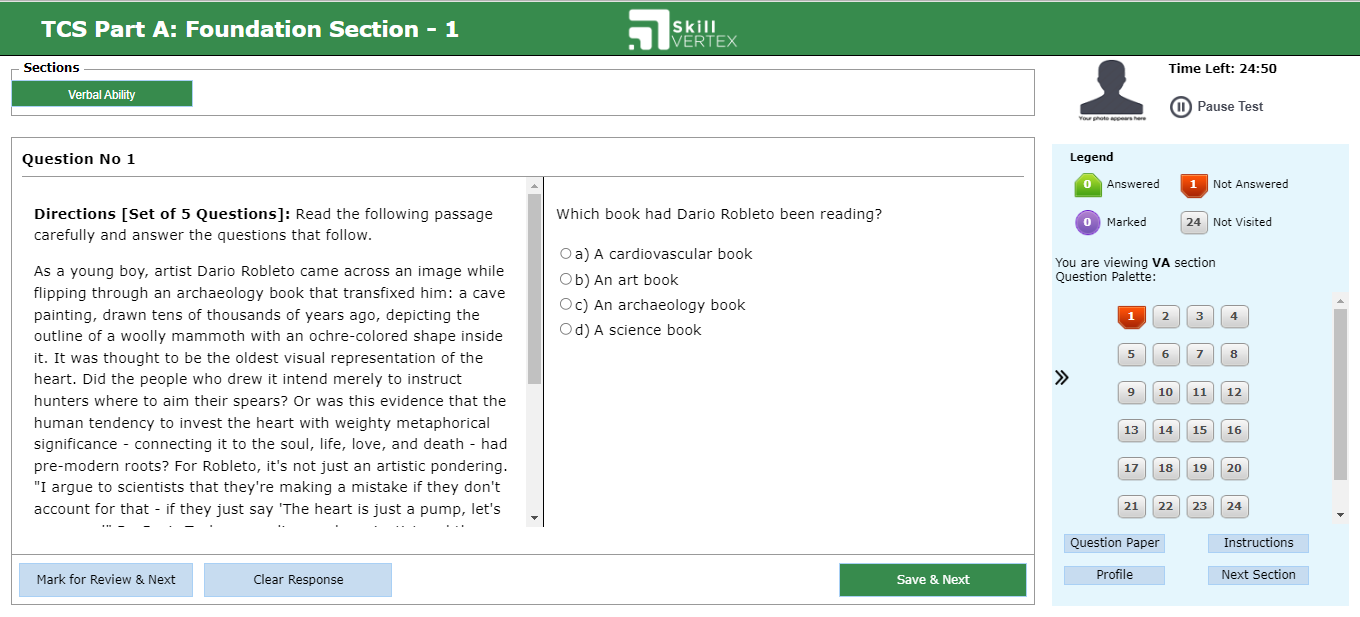 TCS Part A: Foundation Section - 1
Skill
VERTEX
Sections
Verbal Ability
Your photo appears here
Time Left: 24:50
Pause Test
Question No 1
Directions [Set of 5 Questions]: Read the following passage
carefully and answer the questions that follow.
As a young boy, artist Dario Robleto came across an image while
flipping through an archaeology book that transfixed him: a cave
painting, drawn tens of thousands of years ago, depicting the
outline of a woolly mammoth with an ochre-colored shape inside
it. It was thought to be the oldest visual representation of the
heart. Did the people who drew it intend merely to instruct
hunters where to aim their spears? Or was this evidence that the
human tendency to invest the heart with weighty metaphorical
significance - connecting it to the soul, life, love, and death - had
pre-modern roots? For Robleto, it's not just an artistic pondering.
"I argue to scientists that they're making a mistake if they don't
account for that - if they just say 'The heart is just a pump, let's
Which book had Dario Robleto been reading?
a) A cardiovascular book
b) An art book
c) An archaeology book
d) A science book
Mark for Review & Next
Clear Response
Save & Next
Legend
0 Answered
1 Not Answered
0 Marked
24 Not Visited
You are viewing VA section
Question Palette:
1 2 3 4
5 6 7 8
9 10 11 12
13 14 15 16
17 18 19 20
21 22 23 24
Question Paper
Instructions
Profile
Next Section